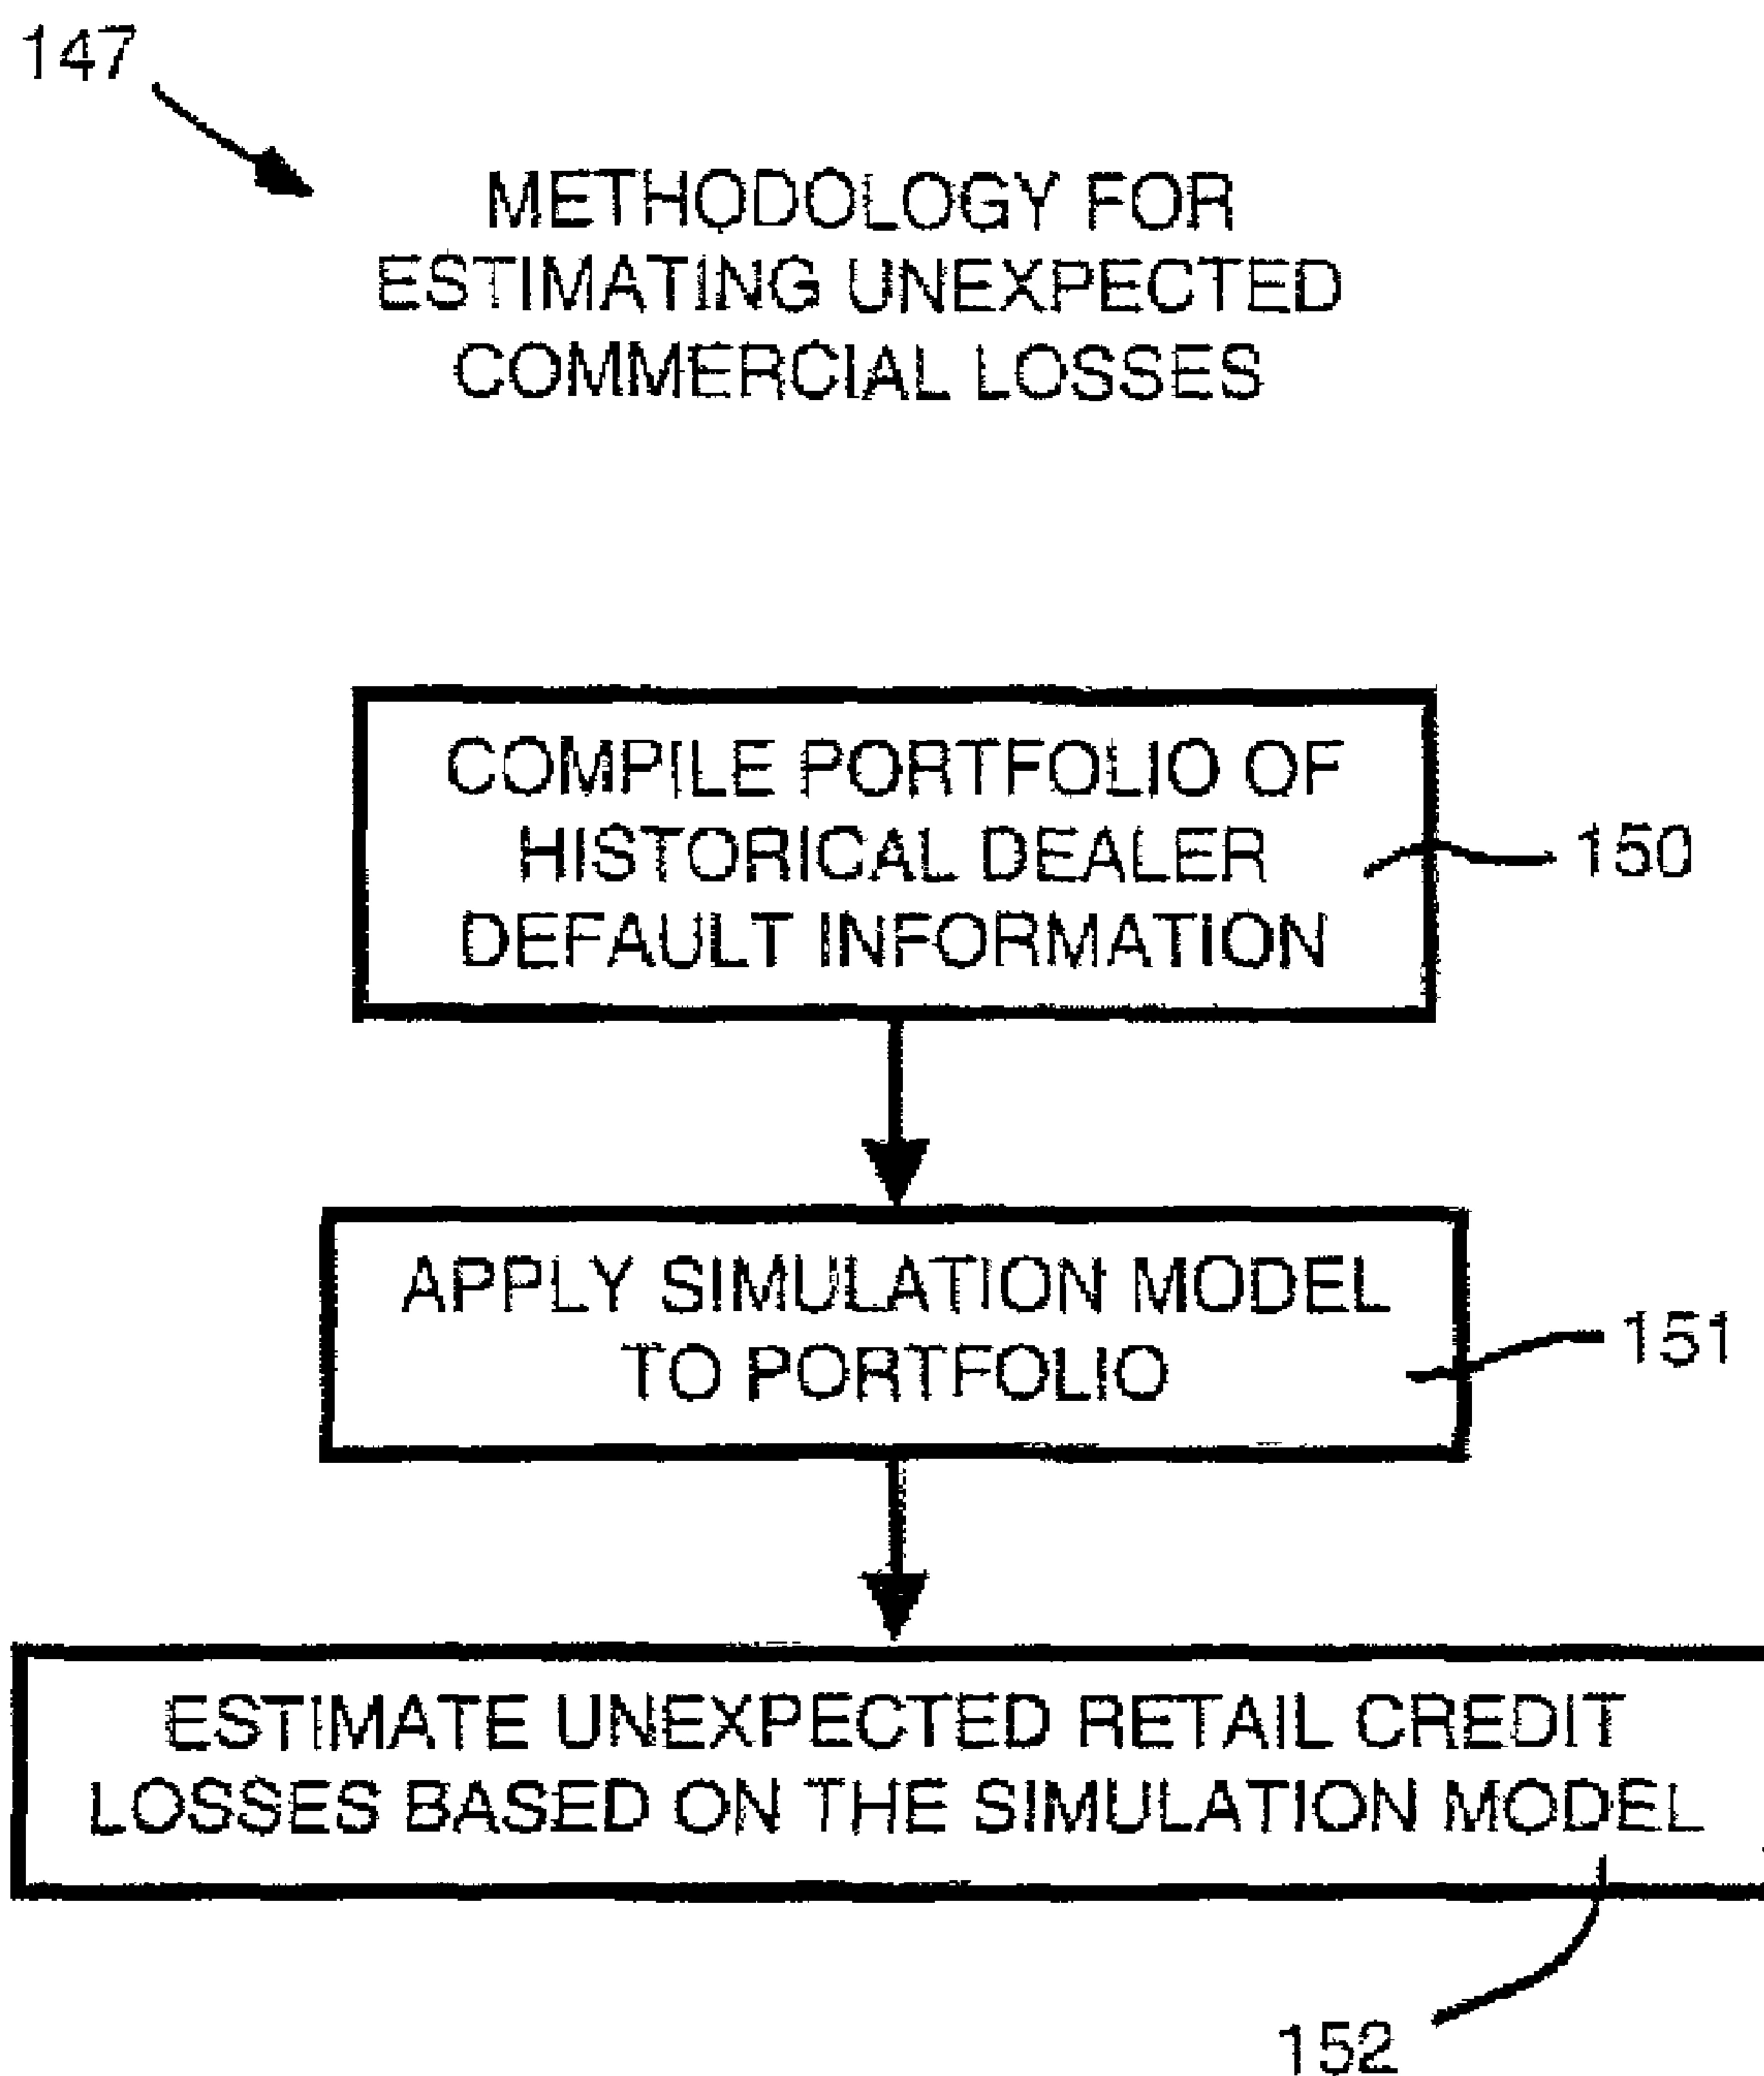 147
METHODOLOGY FOR
ESTIMATING UNEXPECTED
COMMERCIAL LOSSES
COMPILE PORTFOLIO OF
HISTORICAL DEALER
DEFAULT INFORMATION
150
APPLY SIMULATION MODEL
TO PORTFOLIO
151
ESTIMATE UNEXPECTED RETAIL CREDIT
LOSSES BASED ON THE SIMULATION MODEL
152